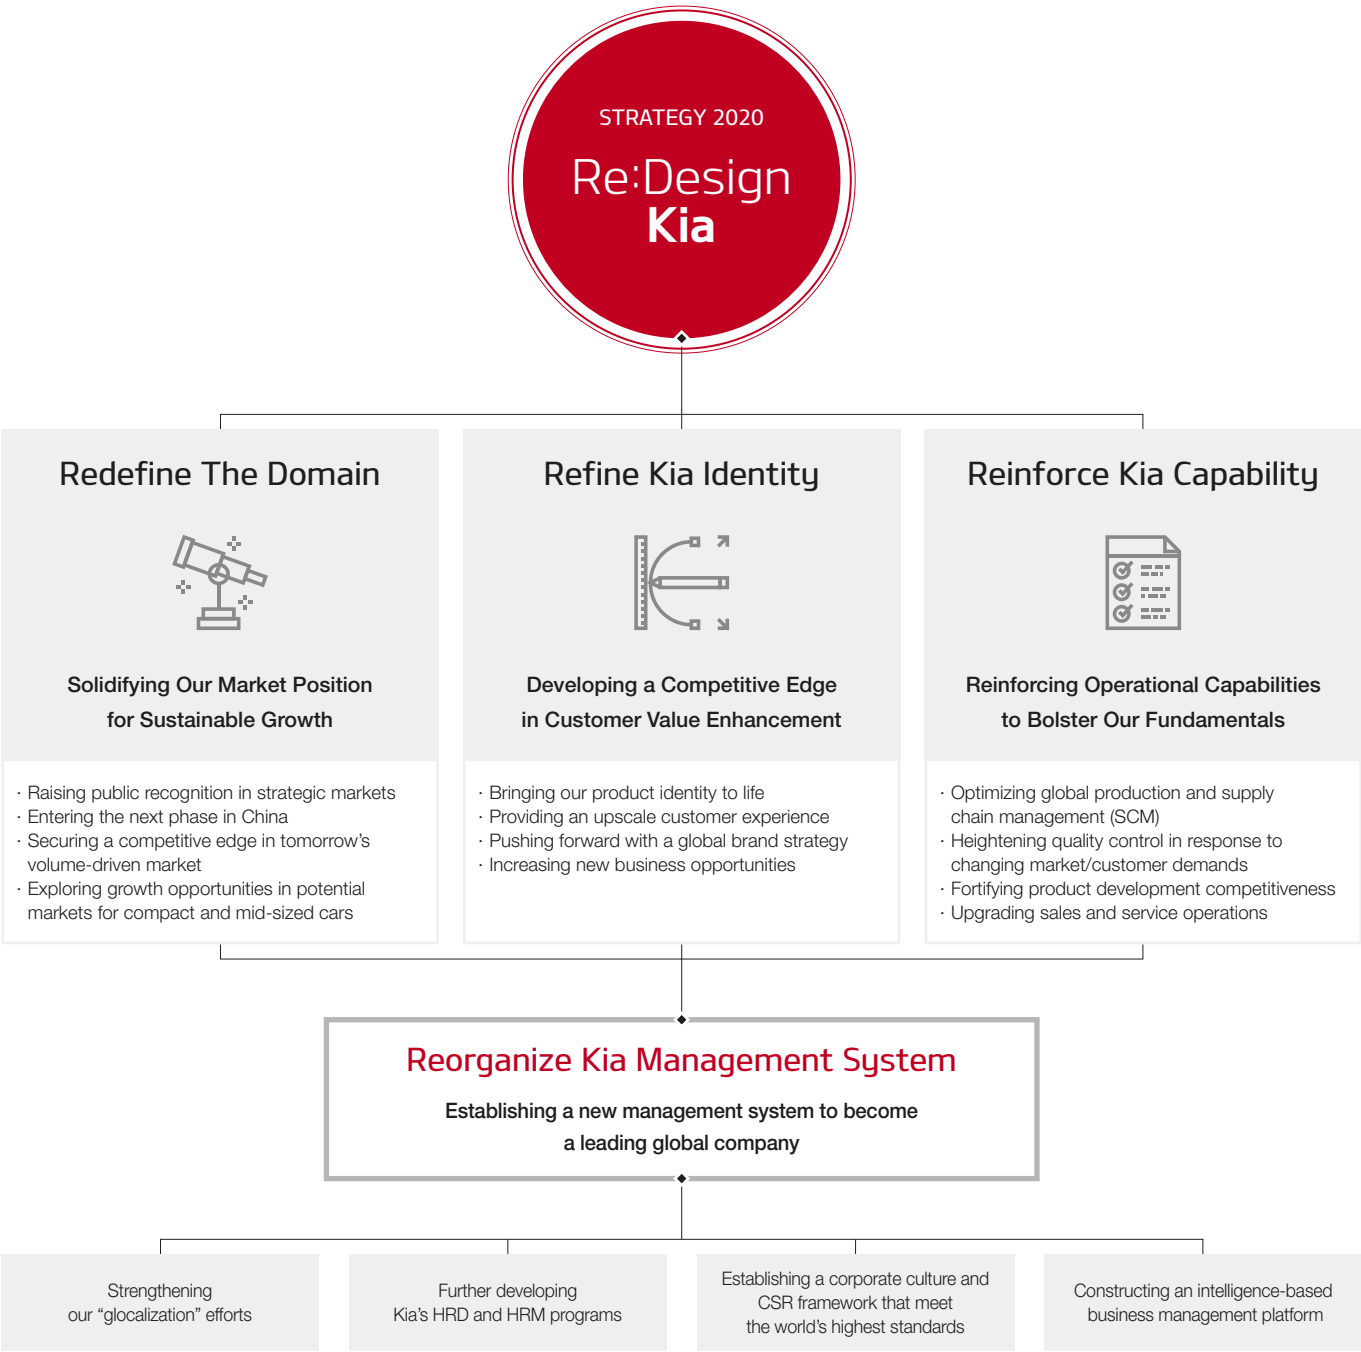 STRATEGY 2020
Re:Design
Kia
Redefine The Domain
Solidifying Our Market Position
for Sustainable Growth
· Raising public recognition in strategic markets
· Entering the next phase in China
· Securing a competitive edge in tomorrow’s
volume-driven market
· Exploring growth opportunities in potential
markets for compact and mid-sized cars
Refine Kia Identity
Developing a Competitive Edge
in Customer Value Enhancement
· Bringing our product identity to life
· Providing an upscale customer experience
· Pushing forward with a global brand strategy
· Increasing new business opportunities
Reinforce Kia Capability
Reinforcing Operational Capabilities
to Bolster Our Fundamentals
· Optimizing global production and supply
chain management (SCM)
· Heightening quality control in response to
changing market/customer demands
· Fortifying product development competitiveness
· Upgrading sales and service operations
Reorganize Kia Management System
Establishing a new management system to become
a leading global company
Strengthening
our “glocalization” efforts
Further developing
Kia’s HRD and HRM programs
Establishing a corporate culture and
CSR framework that meet
the world’s highest standards
Constructing an intelligence-based
business management platform